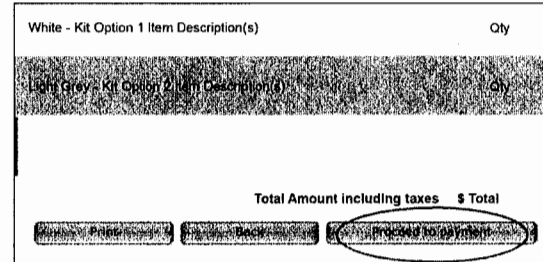 White - Kit Option 1 Item Description(s) Qty
Light Grey - Kit Option 2 Item Description(s) Qty
Total Amount including taxes $ Total
Print Back Proceed to payment